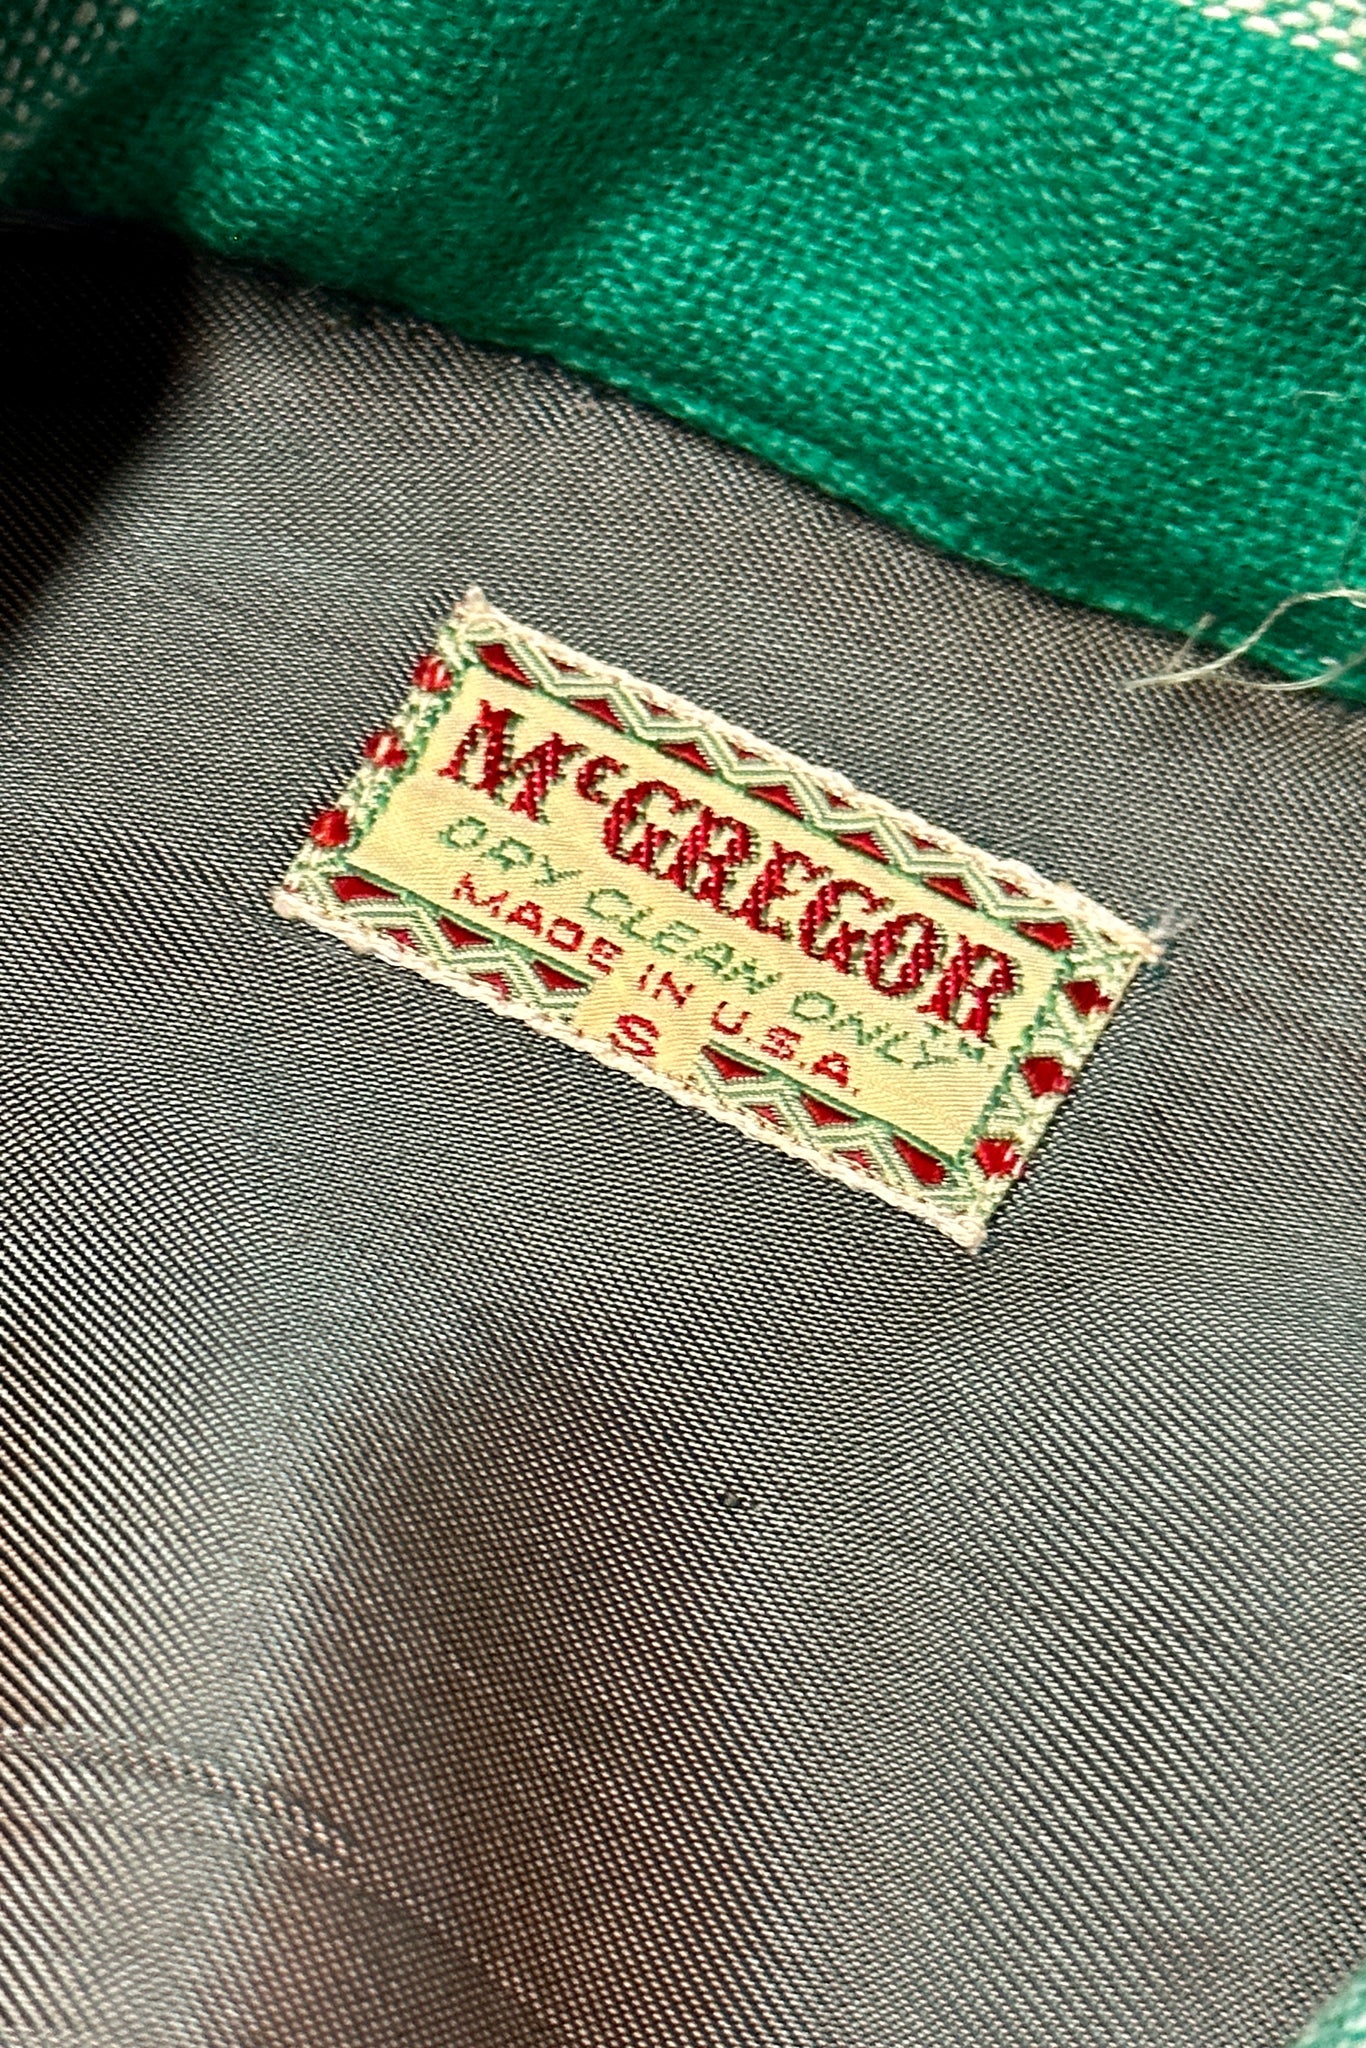 McGREGOR
DRY CLEAN ONLY
MADE IN U.S.A.
S